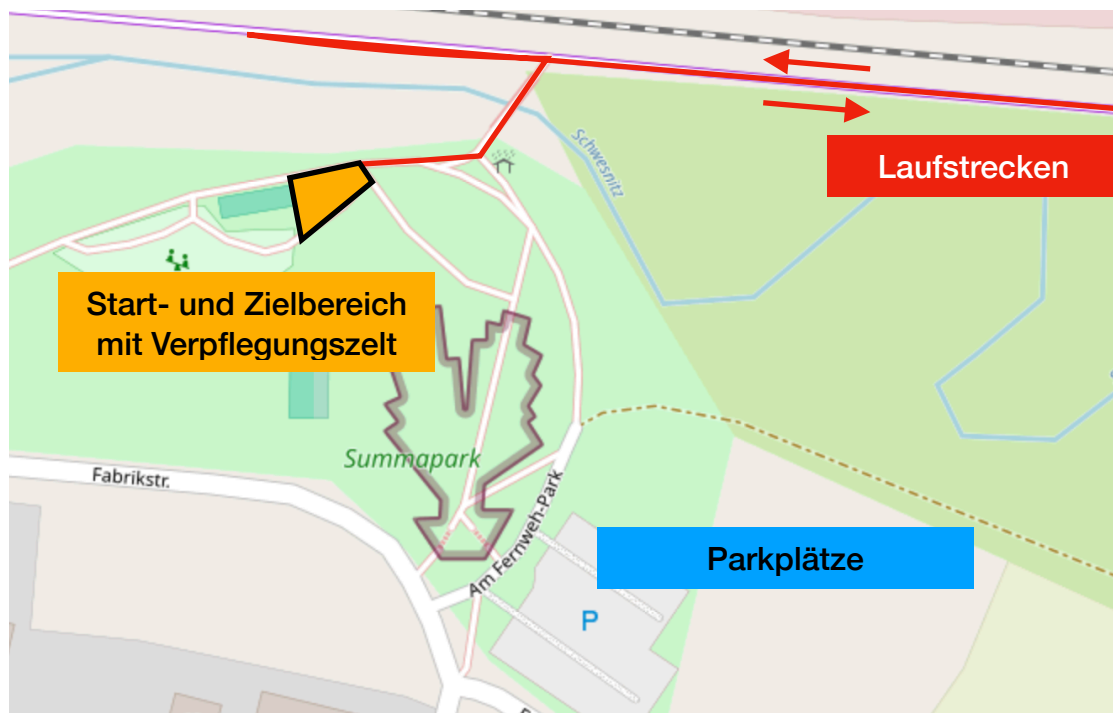 Schwesnitz
Laufstrecken
Start- und Zielbereich
mit Verpflegungszelt
Summapark
Fabrikstr.
Am Fernweh-Park
Parkplätze
P